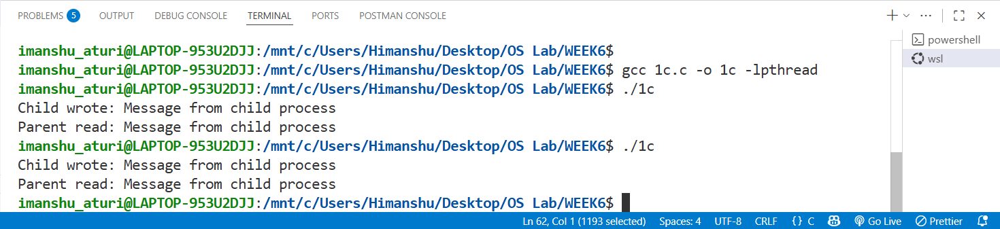 PROBLEMS 5 OUTPUT DEBUG CONSOLE TERMINAL PORTS POSTMAN CONSOLE
powershell
wsl
imanshu_aturi@LAPTOP-953U2DJJ:/mnt/c/Users/Himanshu/Desktop/OS Lab/WEEK6$
imanshu_aturi@LAPTOP-953U2DJJ:/mnt/c/Users/Himanshu/Desktop/OS Lab/WEEK6$ gcc 1c.c -o 1c -lpthread
imanshu_aturi@LAPTOP-953U2DJJ:/mnt/c/Users/Himanshu/Desktop/OS Lab/WEEK6$ ./1c
Child wrote: Message from child process
Parent read: Message from child process
imanshu_aturi@LAPTOP-953U2DJJ:/mnt/c/Users/Himanshu/Desktop/OS Lab/WEEK6$ ./1c
Child wrote: Message from child process
Parent read: Message from child process
imanshu_aturi@LAPTOP-953U2DJJ:/mnt/c/Users/Himanshu/Desktop/OS Lab/WEEK6$
Ln 62, Col 1 (1193 selected) Spaces: 4 UTF-8 CRLF {} C Go Live Prettier